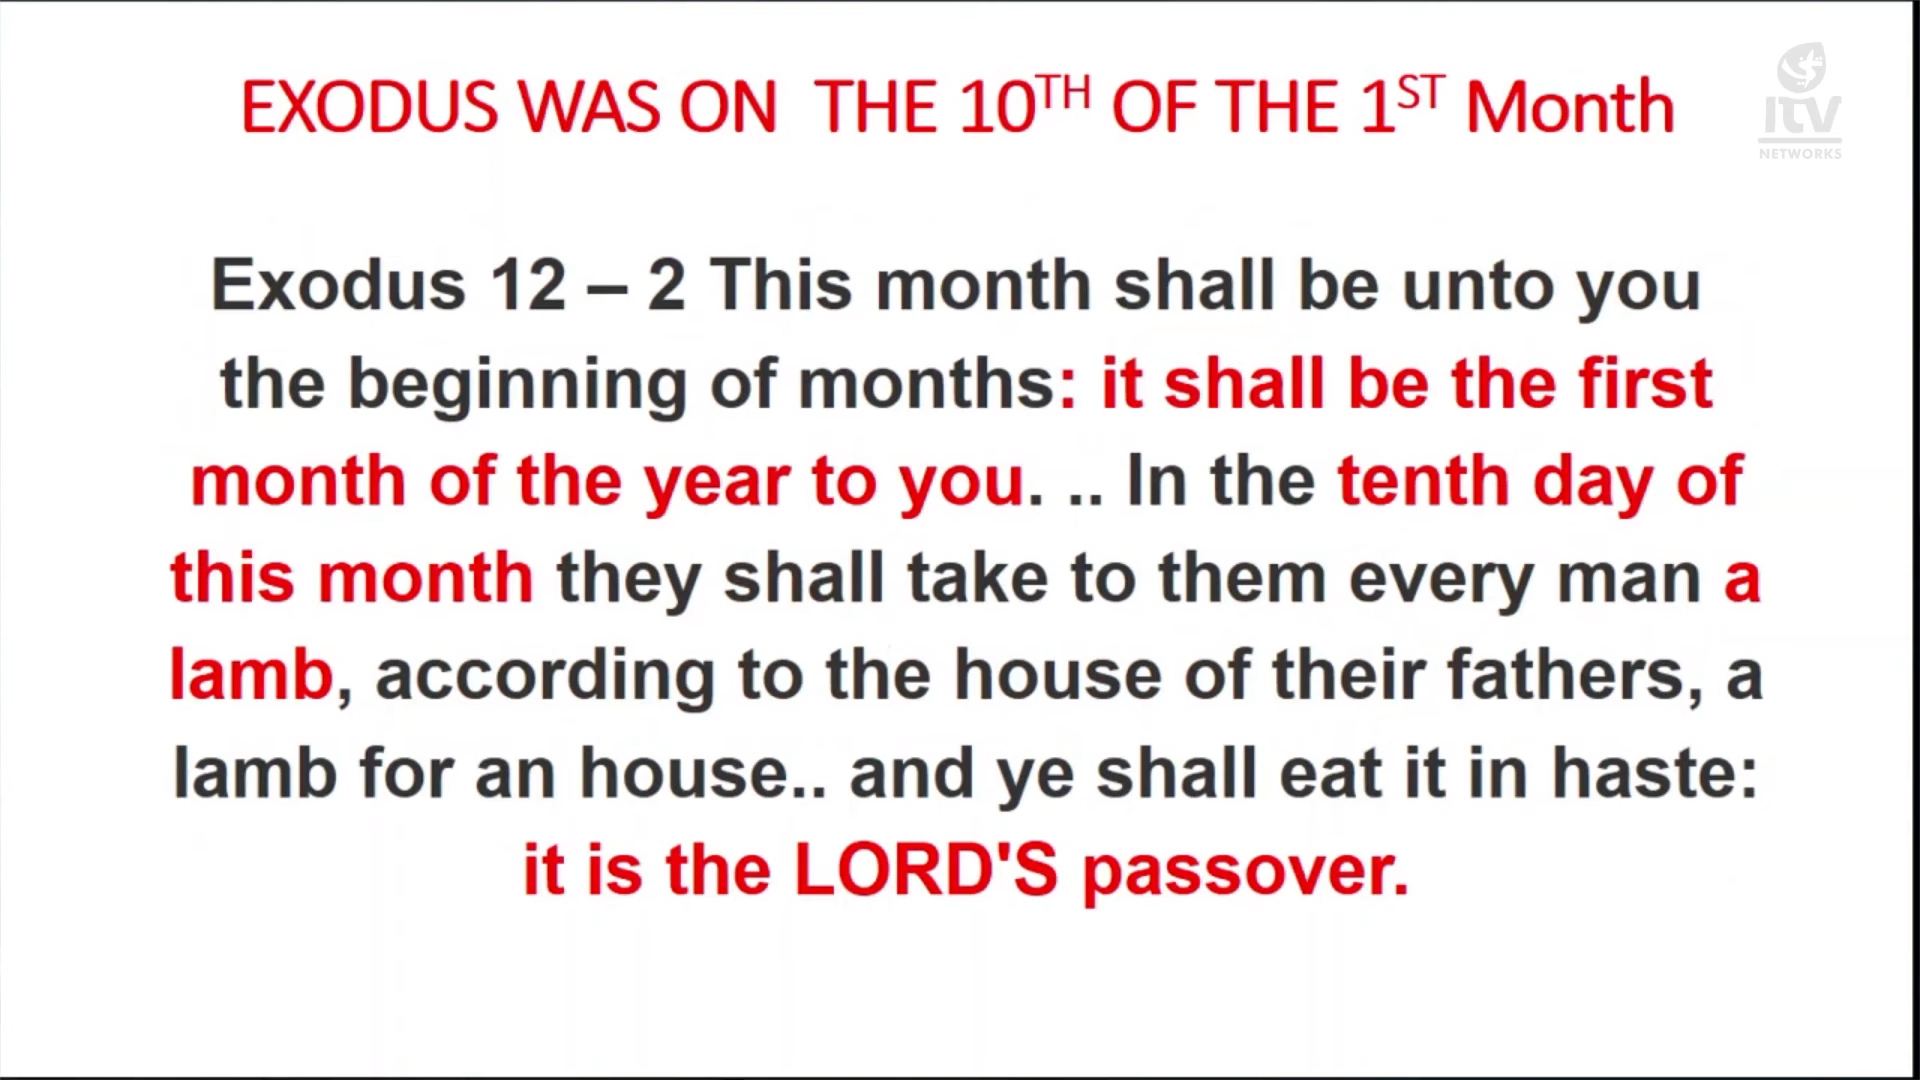 EXODUS WAS ON THE 10TH OF THE 1ST Month
itv
NETWORKS
Exodus 12 – 2 This month shall be unto you
the beginning of months: it shall be the first
month of the year to you. .. In the tenth day of
this month they shall take to them every man a
lamb, according to the house of their fathers, a
lamb for an house.. and ye shall eat it in haste:
it is the LORD'S passover.